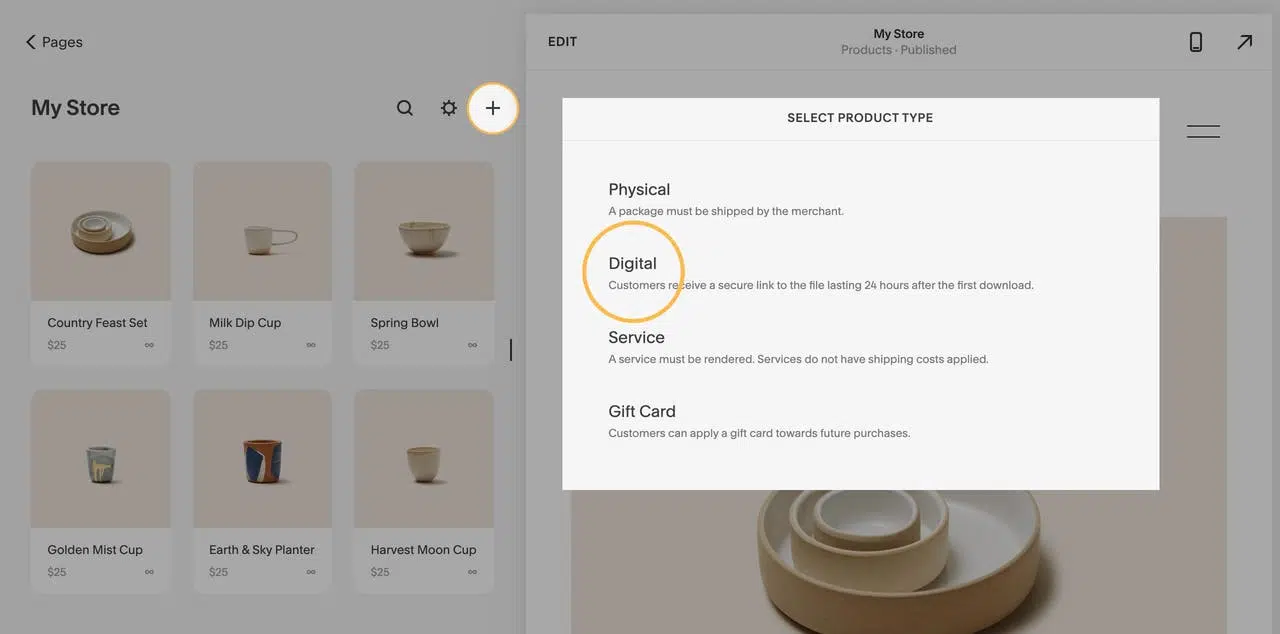 Pages
My Store
Country Feast Set
$25
∞
Milk Dip Cup
$25
∞
Spring Bowl
$25
∞
Golden Mist Cup
$25
∞
Earth & Sky Planter
$25
∞
Harvest Moon Cup
$25
∞
EDIT
My Store
Products · Published
SELECT PRODUCT TYPE
Physical
A package must be shipped by the merchant.
Digital
Customers receive a secure link to the file lasting 24 hours after the first download.
Service
A service must be rendered. Services do not have shipping costs applied.
Gift Card
Customers can apply a gift card towards future purchases.